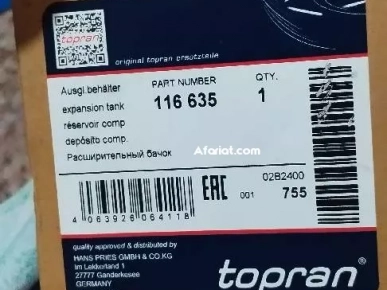 topran
original topran ersatzteile
Ausgl.behälter
expansion tank
réservoir comp
depósito comp.
Расширительный бачок
PART NUMBER
116 635
QTY.
1
Afariat.com
4 063926 064118
EAC
001
02B2400
755
quality approved & distributed by
HANS PRIES GMBH & CO.KG
Im Lekkerland 1
27777 Ganderkesee
GERMANY
topran®